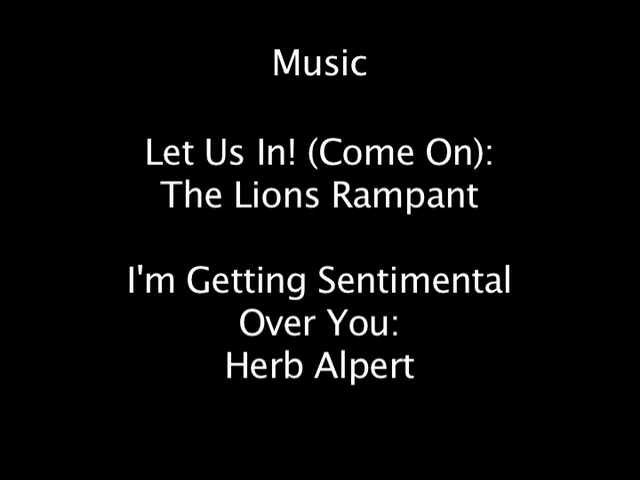 Music
Let Us In! (Come On):
The Lions Rampant
I'm Getting Sentimental
Over You:
Herb Alpert